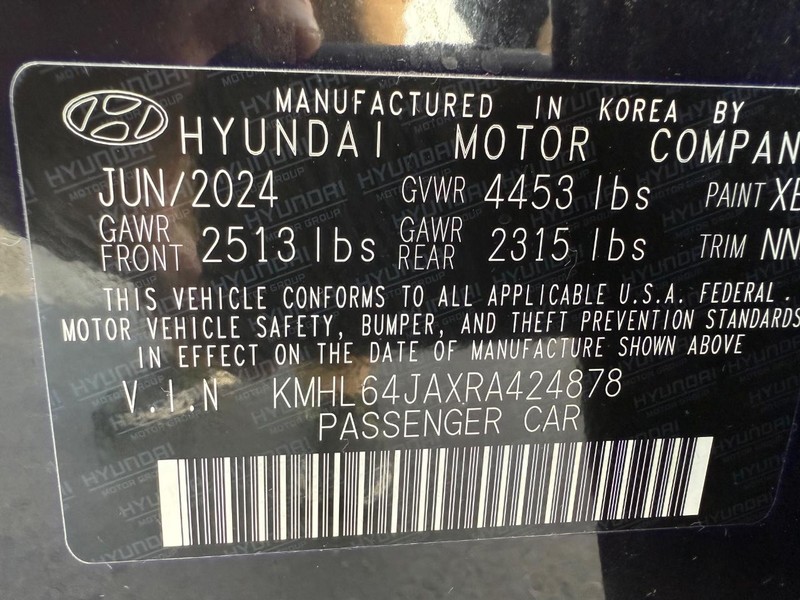 MANUFACTURED IN KOREA BY
HYUNDAI MOTOR COMPAN
JUN/2024 GVWR 4453 lbs PAINT XE
GAWR FRONT 2513 lbs GAWR REAR 2315 lbs TRIM NN
THIS VEHICLE CONFORMS TO ALL APPLICABLE U.S.A. FEDERAL.
MOTOR VEHICLE SAFETY, BUMPER, AND THEFT PREVENTION STANDARDS
IN EFFECT ON THE DATE OF MANUFACTURE SHOWN ABOVE
V.I.N KMHL64JAXRA424878
PASSENGER CAR